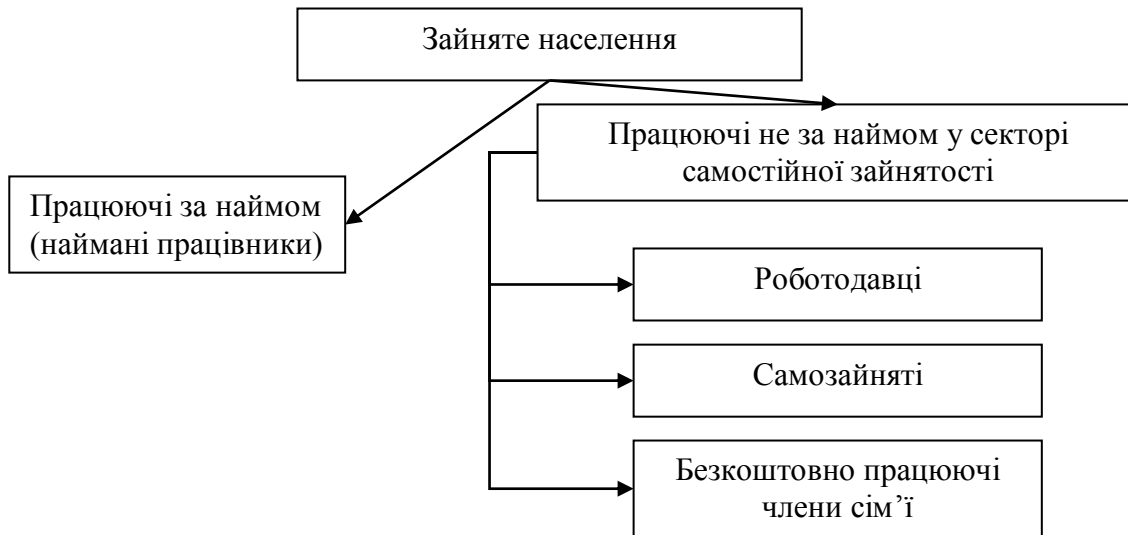 Зайняте населення
Працюючі не за наймом у секторі
самостійної зайнятості
Працюючі за наймом
(наймані працівники)
Роботодавці
Самозайняті
Безкоштовно працюючі
члени сім’ї